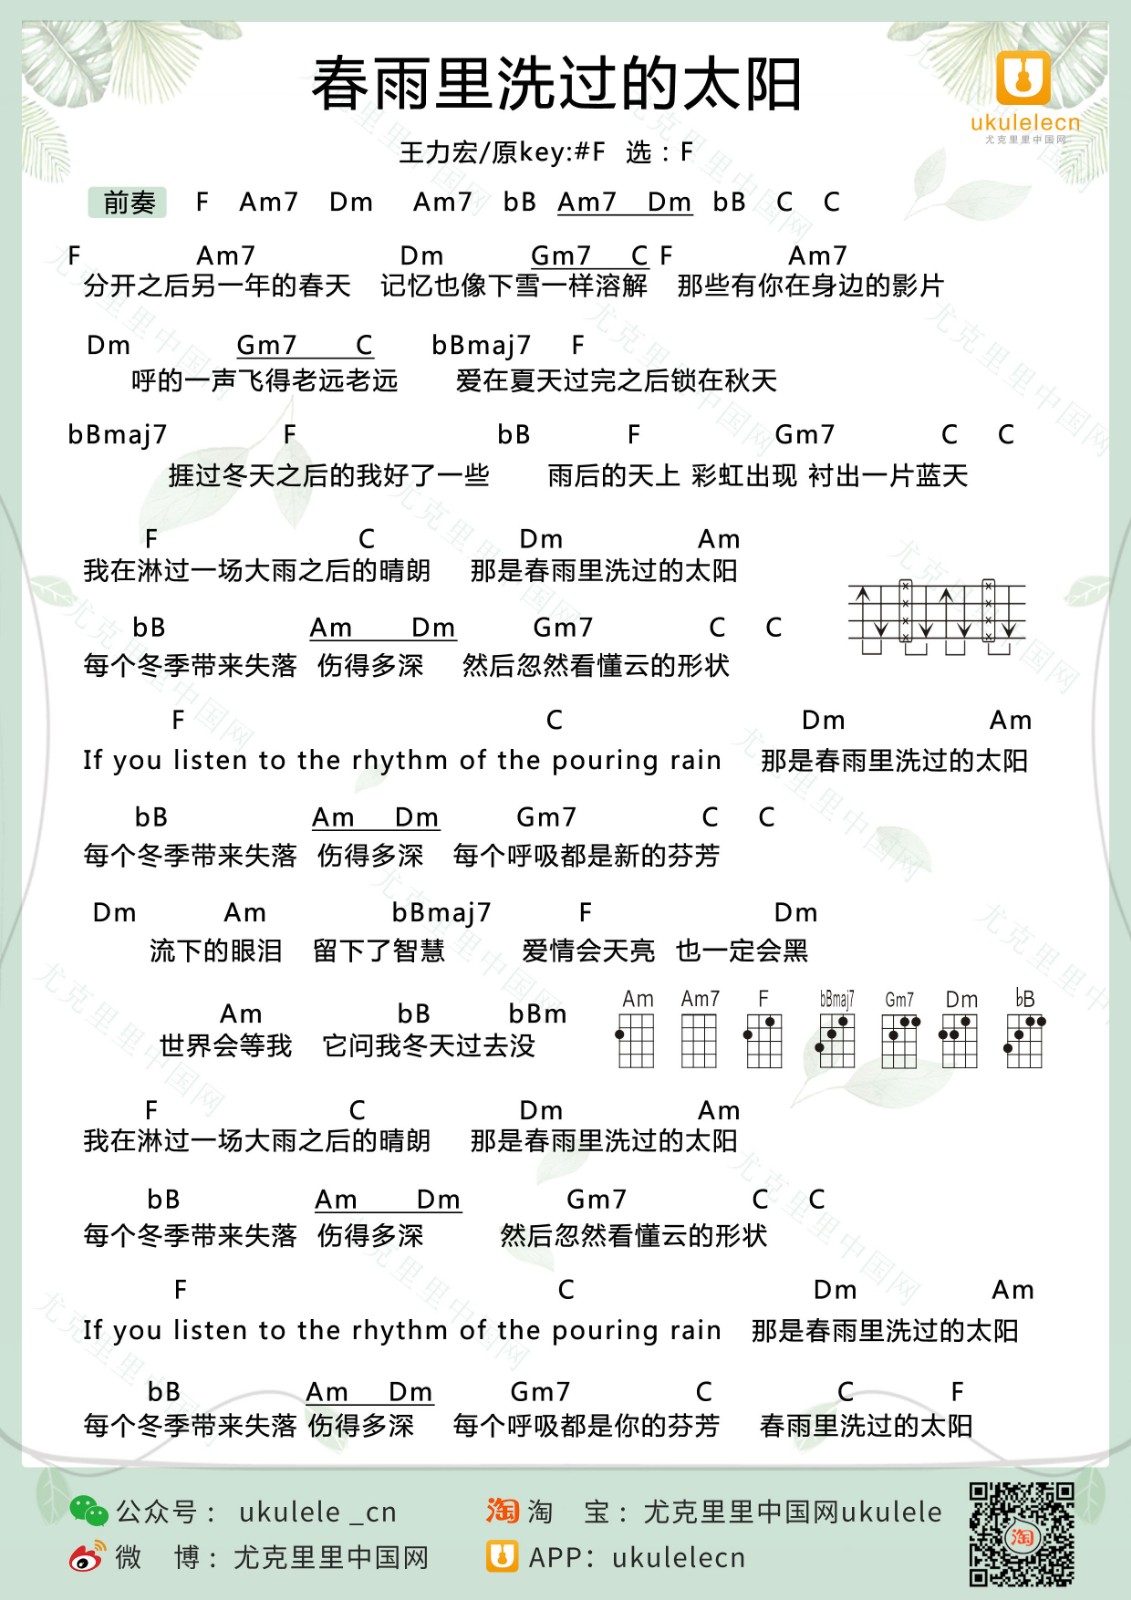 春雨里洗过的太阳
ukulelecn
尤克里里中国网
王力宏/原key:#F 选：F
前奏 F Am7 Dm Am7 bB Am7 Dm bB C C
F Am7 Dm Gm7 C F Am7
分开之后另一年的春天 记忆也像下雪一样溶解 那些有你在身边的影片
Dm Gm7 C bBmaj7 F
呼的一声飞得老远老远 爱在夏天过完之后锁在秋天
bBmaj7 F bB F Gm7 C C
捱过冬天之后的我好了一些 雨后的天上 彩虹出现 衬出一片蓝天
F C Dm Am
我在淋过一场大雨之后的晴朗 那是春雨里洗过的太阳
bB Am Dm Gm7 C C
每个冬季带来失落 伤得多深 然后忽然看懂云的形状
F C Dm Am
If you listen to the rhythm of the pouring rain 那是春雨里洗过的太阳
bB Am Dm Gm7 C C
每个冬季带来失落 伤得多深 每个呼吸都是新的芬芳
Dm Am bBmaj7 F Dm
流下的眼泪 留下了智慧 爱情会天亮 也一定会黑
Am bB bBm
世界会等我 它问我冬天过去没
Am Am7 F bBmaj7 Gm7 Dm bB
F C Dm Am
我在淋过一场大雨之后的晴朗 那是春雨里洗过的太阳
bB Am Dm Gm7 C C
每个冬季带来失落 伤得多深 然后忽然看懂云的形状
F C Dm Am
If you listen to the rhythm of the pouring rain 那是春雨里洗过的太阳
bB Am Dm Gm7 C C F
每个冬季带来失落 伤得多深 每个呼吸都是你的芬芳 春雨里洗过的太阳
公众号： ukulele _cn 淘 淘 宝：尤克里里中国网ukulele
微 博：尤克里里中国网 APP：ukulelecn
淘